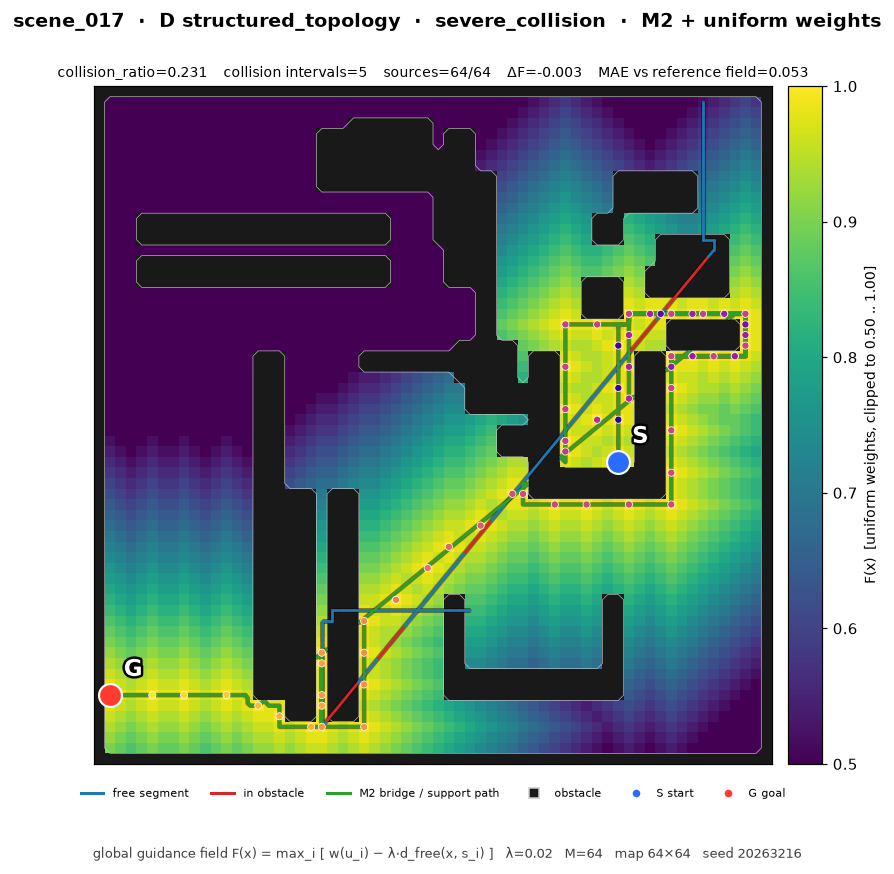 scene_017 · D structured_topology · severe_collision · M2 + uniform weights
collision_ratio=0.231 collision intervals=5 sources=64/64 ΔF=-0.003 MAE vs reference field=0.053
1.0
0.9
0.8
0.7
0.6
0.5
F(x) [uniform weights, clipped to 0.50 .. 1.00]
S
G
free segment
in obstacle
M2 bridge / support path
obstacle
S start
G goal
global guidance field F(x) = max_i [ w(u_i) − λ·d_free(x, s_i) ] λ=0.02 M=64 map 64×64 seed 20263216